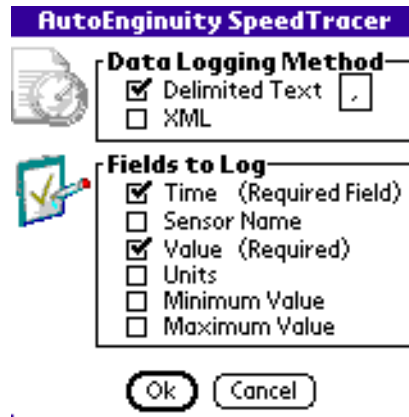 AutoEnginuity SpeedTracer
Data Logging Method
Delimited Text ,
XML
Fields to Log
Time (Required Field)
Sensor Name
Value (Required)
Units
Minimum Value
Maximum Value
Ok Cancel